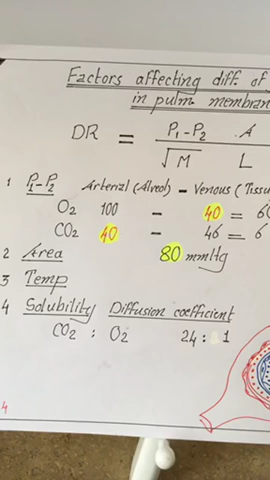 Factors affecting diff. of
in pulm. membran
DR = P₁-P₂ . A
√M L
1 P₁-P₂ Arterial (Alveol) - Venous (Tissu
O₂ 100 - 40 = 60
CO₂ 40 - 46 = 6
2 Area 80 mmHg
3 Temp
4 Solubility/ Diffusion coefficient
CO₂ : O₂ 24 : 1
4